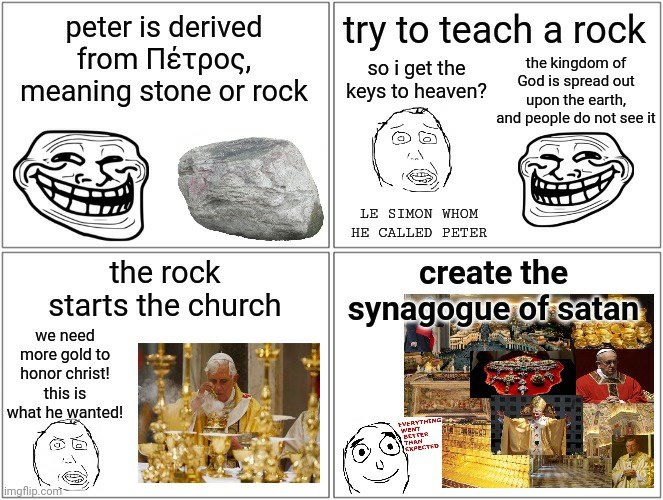 peter is derived
from Πέτρος,
meaning stone or rock
try to teach a rock
so i get the
keys to heaven?
the kingdom of
God is spread out
upon the earth,
and people do not see it
LE SIMON WHOM
HE CALLED PETER
the rock
starts the church
we need
more gold to
honor christ!
this is
what he wanted!
create the
synagogue of satan
EVERYTHING
WENT
BETTER
THAN
EXPECTED
imgflip.com